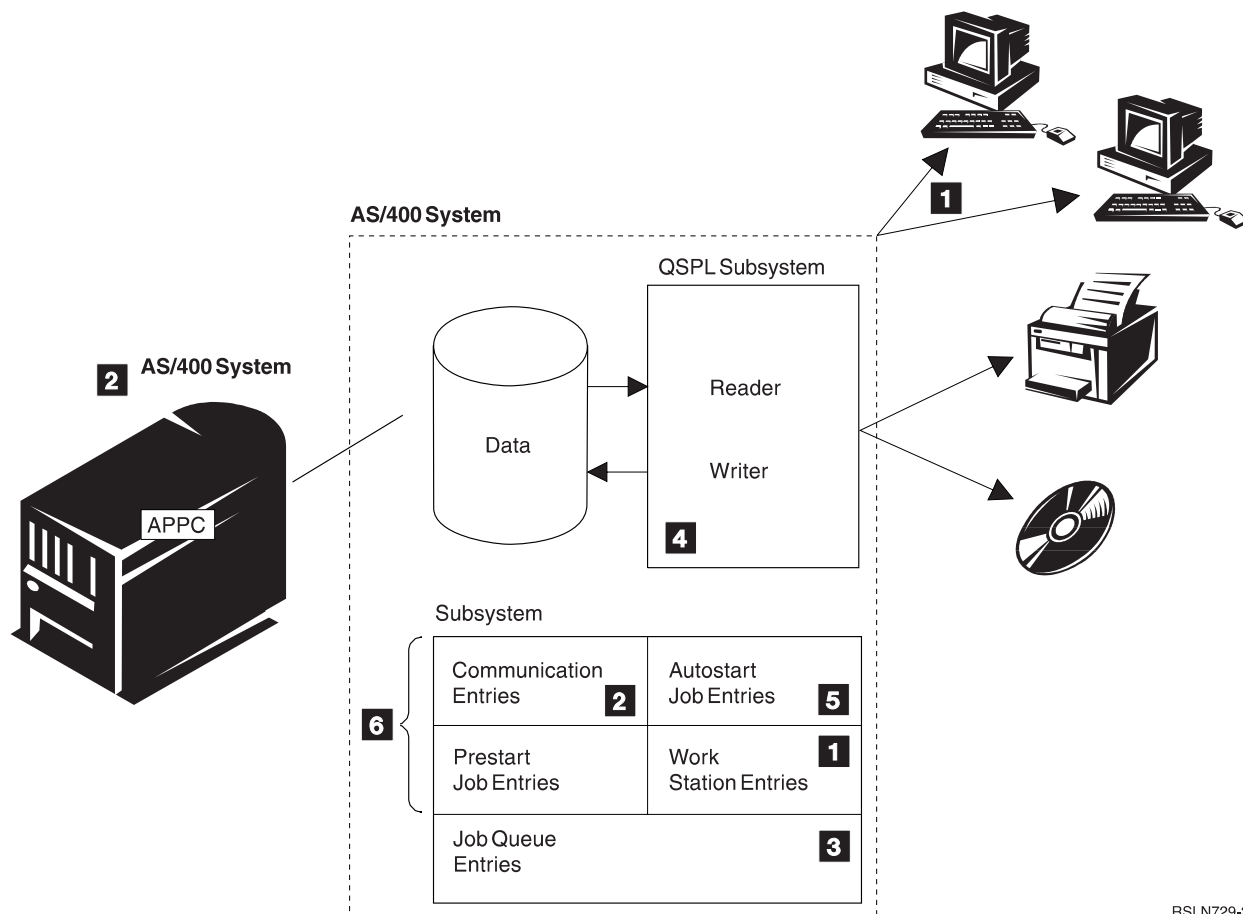 1
AS/400 System
QSPL Subsystem
2 AS/400 System
Reader
Data
Writer
APPC
4
Subsystem
Communication
Entries 2
Autostart
Job Entries 5
6
Prestart
Job Entries
1
Work
Station Entries
Job Queue
Entries
3